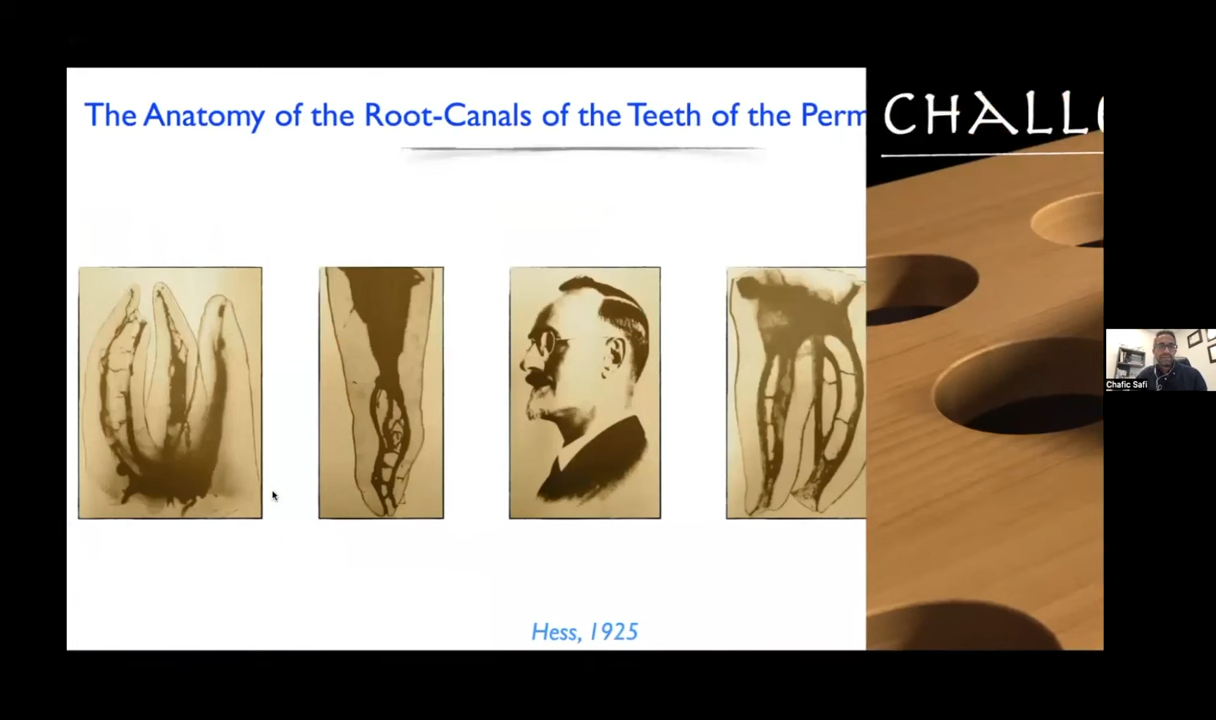 The Anatomy of the Root-Canals of the Teeth of the Perm
CHALL
Chafic Safi
Hess, 1925